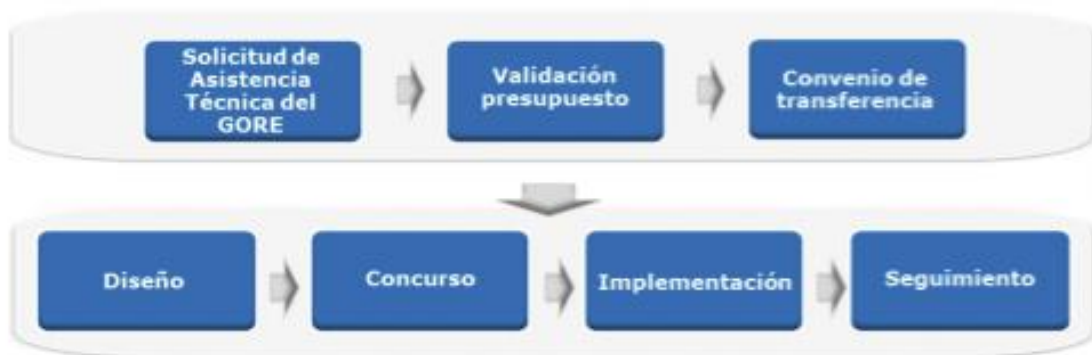 Solicitud de
Asistencia
Técnica del
GORE
Validación
presupuesto
Convenio de
transferencia
Diseño
Concurso
Implementación
Seguimiento